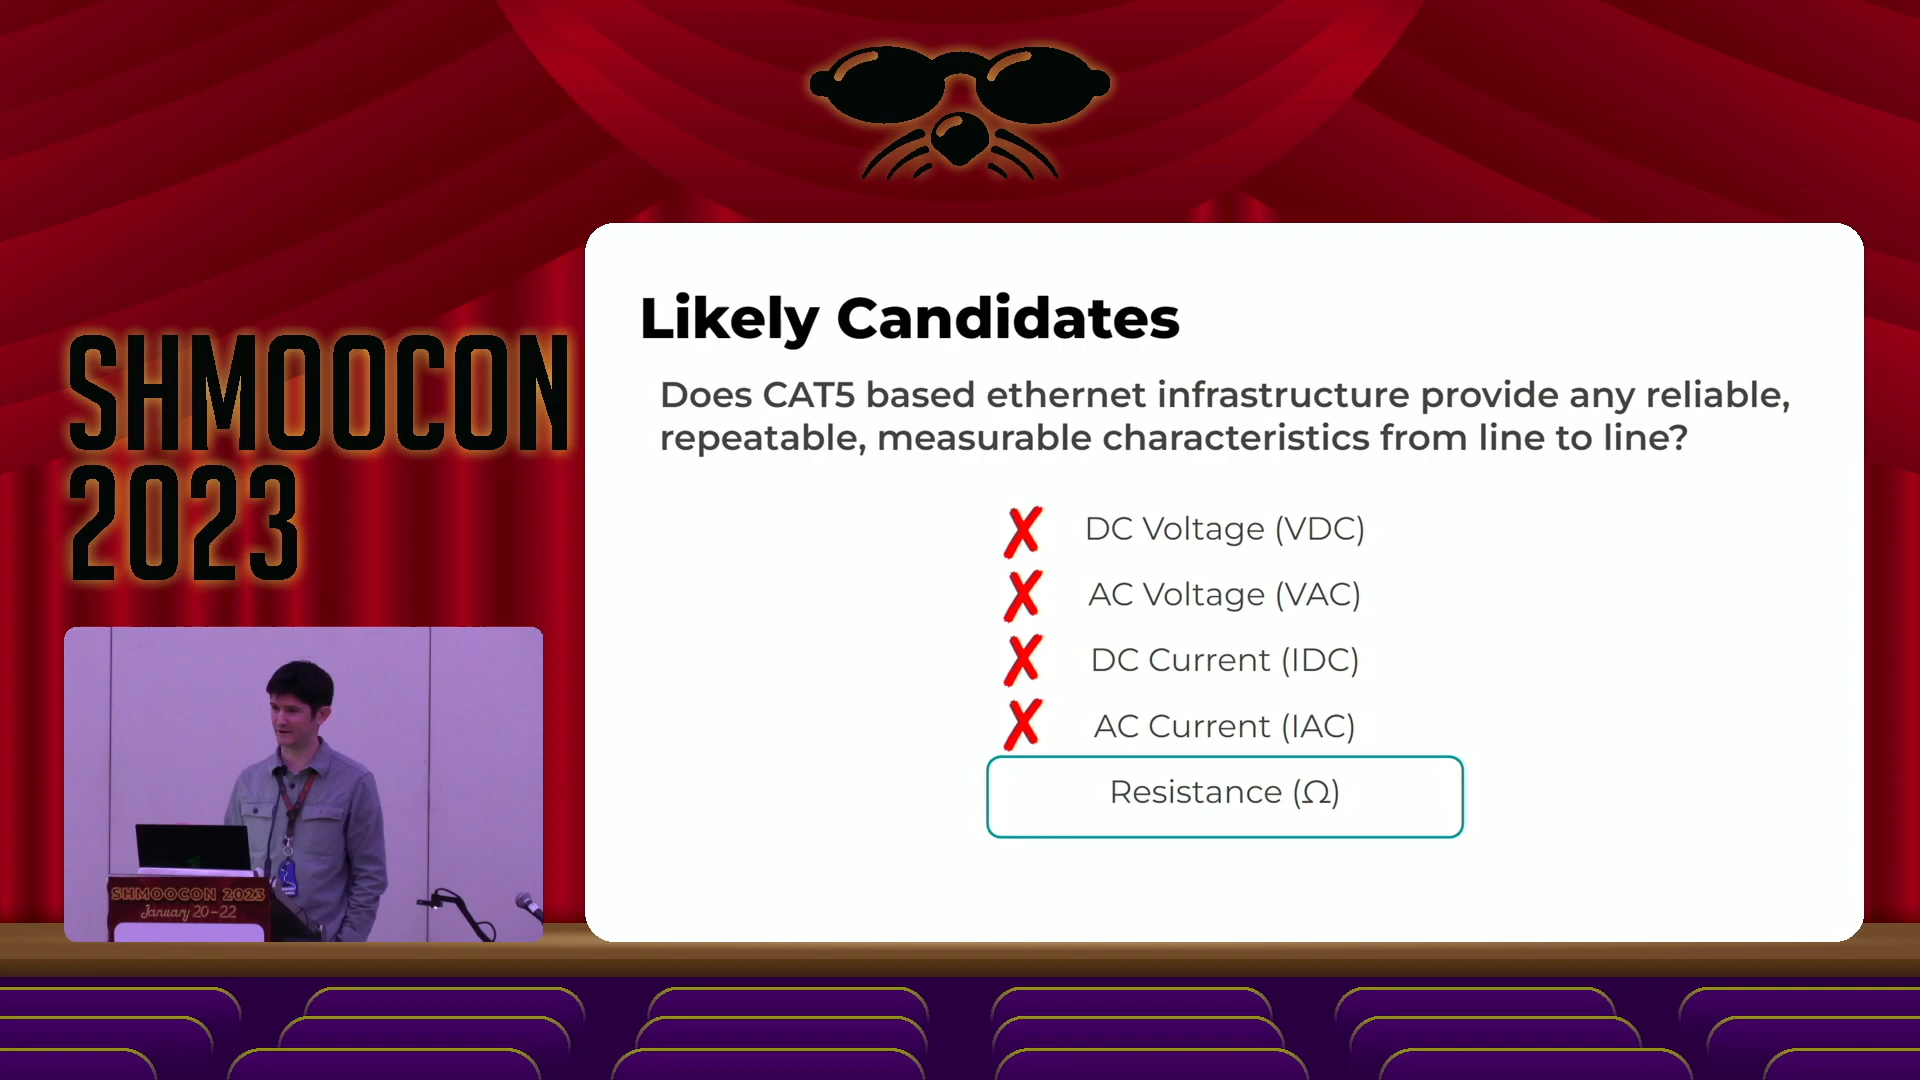 SHMOOCON
2023
Likely Candidates
Does CAT5 based ethernet infrastructure provide any reliable,
repeatable, measurable characteristics from line to line?
✗ DC Voltage (VDC)
✗ AC Voltage (VAC)
✗ DC Current (IDC)
✗ AC Current (IAC)
Resistance (Ω)
SHMOOCON 2023
January 20-22